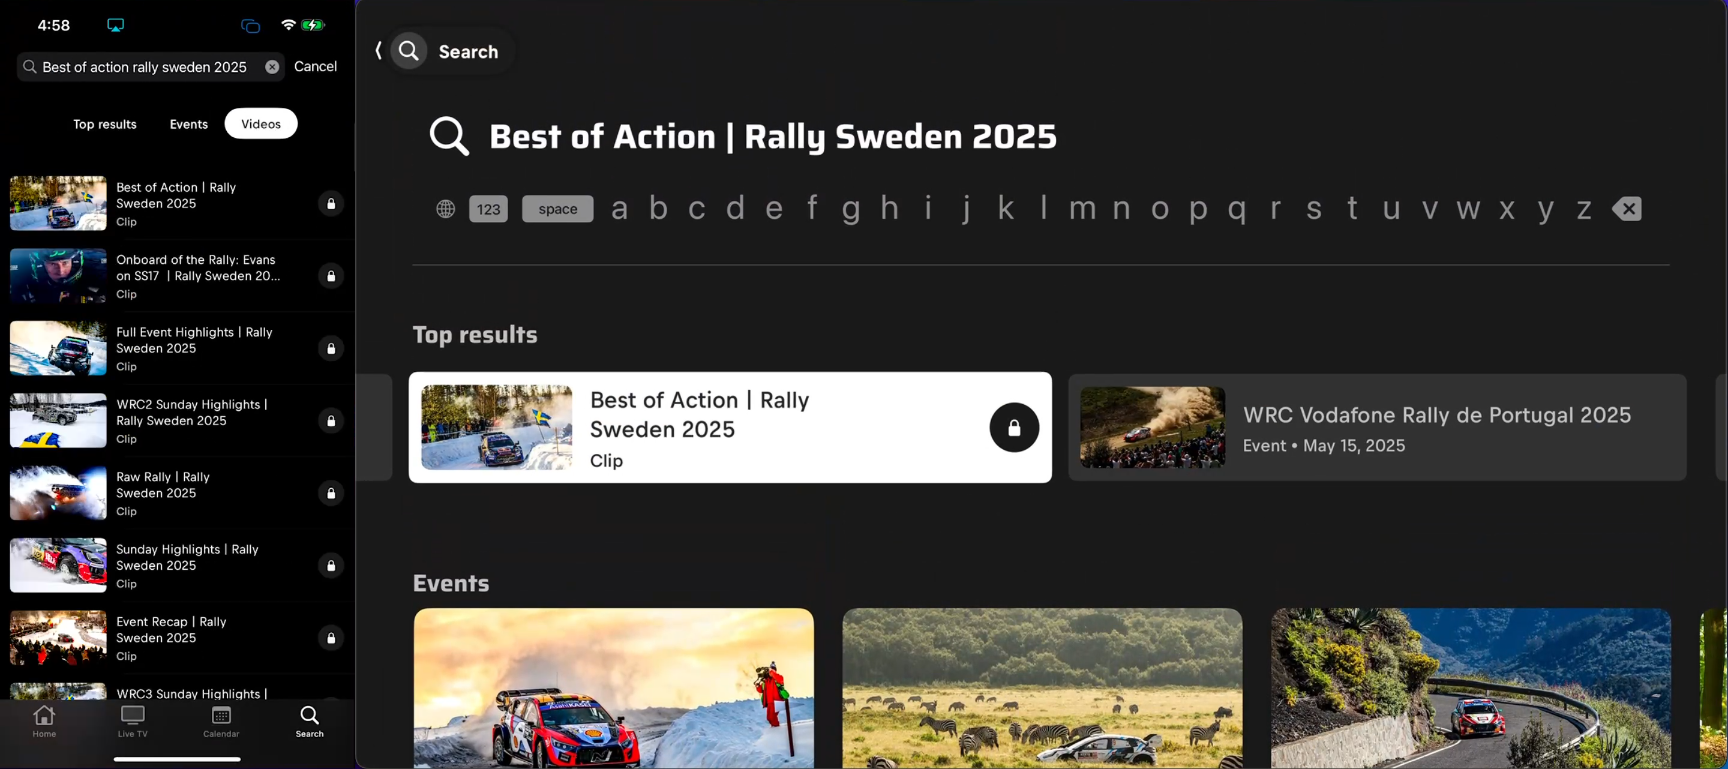 4:58
Best of action rally sweden 2025
Cancel
Top results
Events
Videos
Best of Action | Rally
Sweden 2025
Clip
Onboard of the Rally: Evans
on SS17 | Rally Sweden 20...
Clip
Full Event Highlights | Rally
Sweden 2025
Clip
WRC2 Sunday Highlights |
Rally Sweden 2025
Clip
Raw Rally | Rally
Sweden 2025
Clip
Sunday Highlights | Rally
Sweden 2025
Clip
Event Recap | Rally
Sweden 2025
Clip
WRC3 Sunday Highlights |
Home
Live TV
Calendar
Search
Search
Best of Action | Rally Sweden 2025
123 space a b c d e f g h i j k l m n o p q r s t u v w x y z
Top results
Best of Action | Rally
Sweden 2025
Clip
WRC Vodafone Rally de Portugal 2025
Event • May 15, 2025
Events